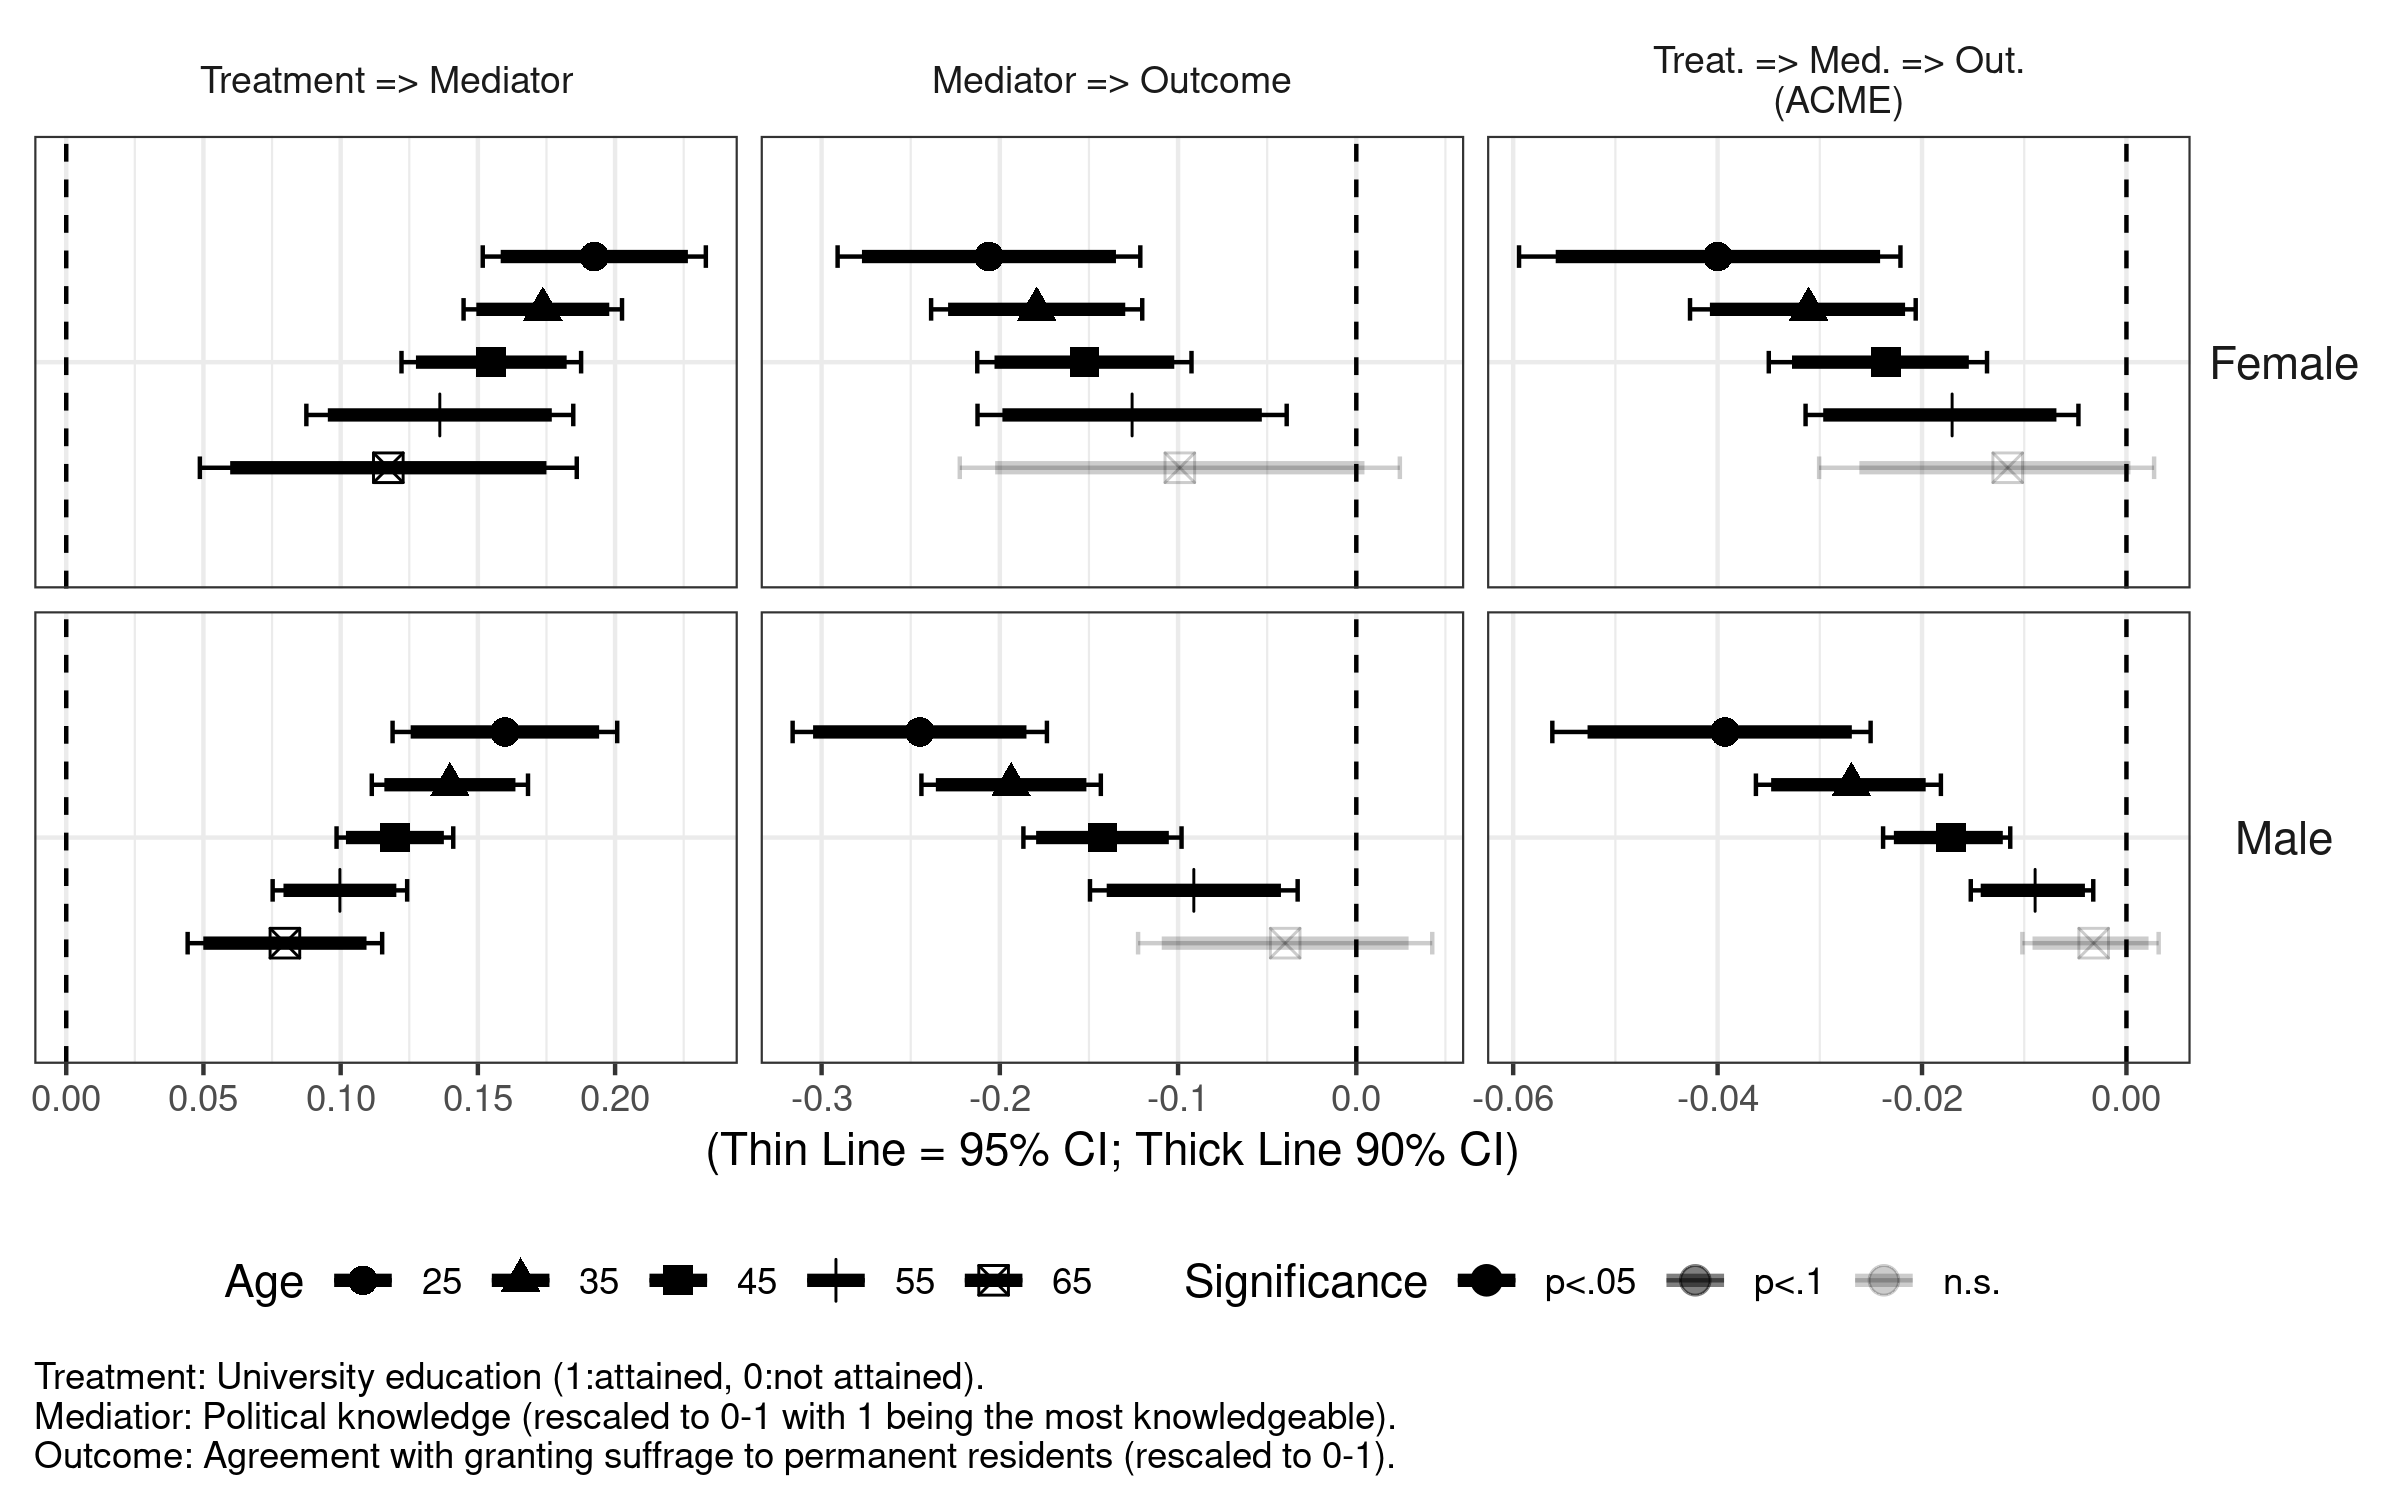 Treatment => Mediator
Mediator => Outcome
Treat. => Med. => Out.
(ACME)
Female
Male
0.00 0.05 0.10 0.15 0.20
-0.3 -0.2 -0.1 0.0
-0.06 -0.04 -0.02 0.00
(Thin Line = 95% CI; Thick Line 90% CI)
Age 25 35 45 55 65
Significance p<.05 p<.1 n.s.
Treatment: University education (1:attained, 0:not attained).
Mediatior: Political knowledge (rescaled to 0-1 with 1 being the most knowledgeable).
Outcome: Agreement with granting suffrage to permanent residents (rescaled to 0-1).